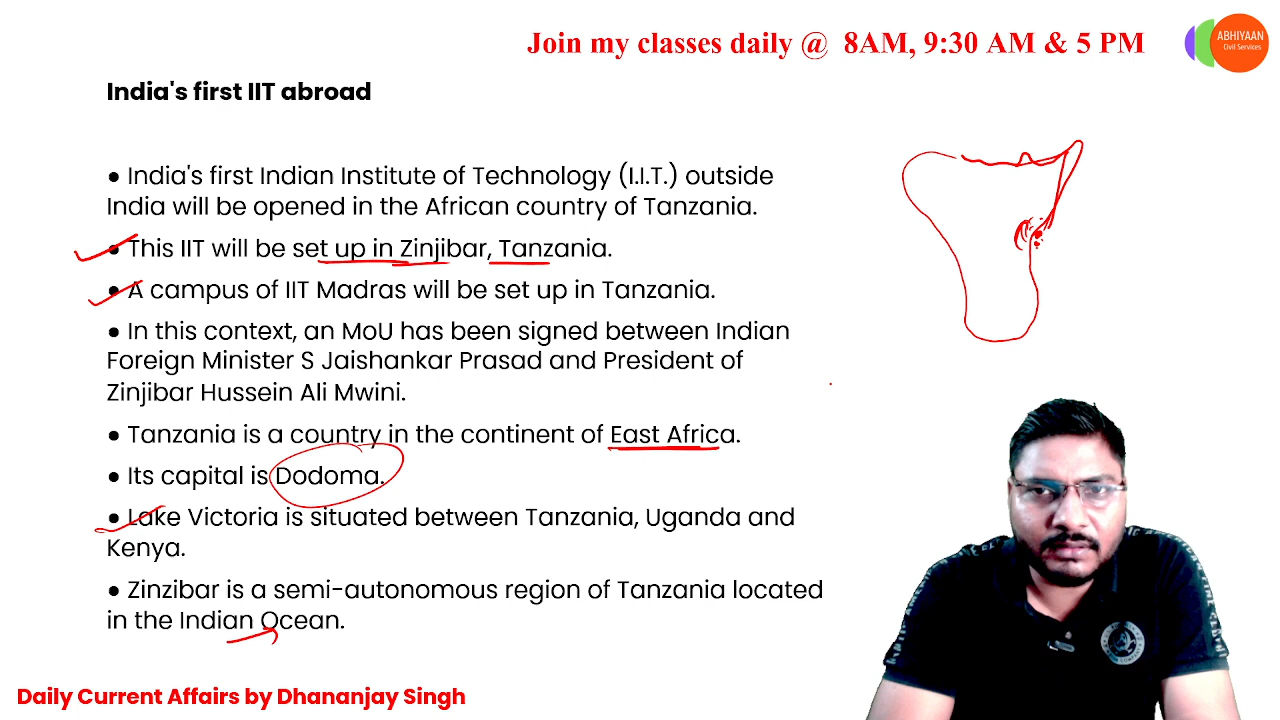 Join my classes daily @ 8AM, 9:30 AM & 5 PM
ABHIYAAN
Civil Services
India's first IIT abroad
● India's first Indian Institute of Technology (I.I.T.) outside
India will be opened in the African country of Tanzania.
● This IIT will be set up in Zinjibar, Tanzania.
● A campus of IIT Madras will be set up in Tanzania.
● In this context, an MoU has been signed between Indian
Foreign Minister S Jaishankar Prasad and President of
Zinjibar Hussein Ali Mwini.
● Tanzania is a country in the continent of East Africa.
● Its capital is Dodoma.
● Lake Victoria is situated between Tanzania, Uganda and
Kenya.
● Zinzibar is a semi-autonomous region of Tanzania located
in the Indian Ocean.
Daily Current Affairs by Dhananjay Singh